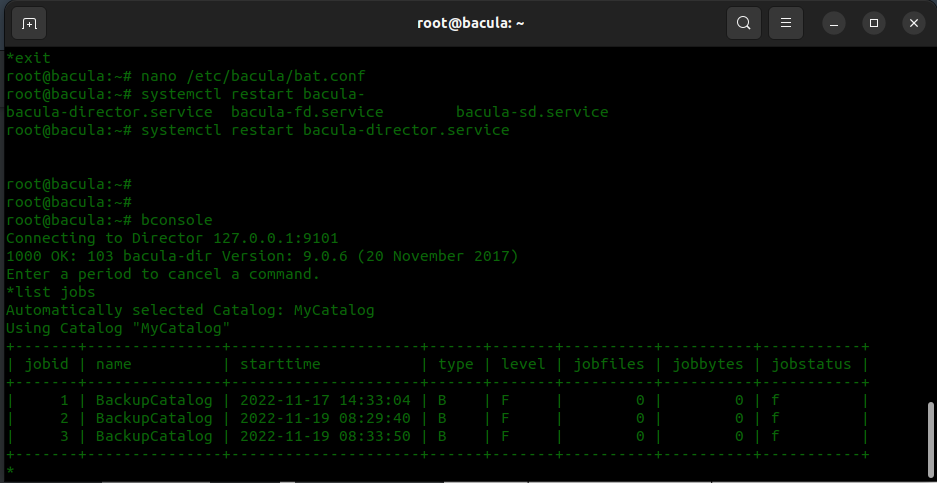 root@bacula: ~
*exit
root@bacula:~# nano /etc/bacula/bat.conf
root@bacula:~# systemctl restart bacula-
bacula-director.service  bacula-fd.service        bacula-sd.service
root@bacula:~# systemctl restart bacula-director.service
root@bacula:~#
root@bacula:~#
root@bacula:~# bconsole
Connecting to Director 127.0.0.1:9101
1000 OK: 103 bacula-dir Version: 9.0.6 (20 November 2017)
Enter a period to cancel a command.
*list jobs
Automatically selected Catalog: MyCatalog
Using Catalog "MyCatalog"
+-------+---------------+---------------------+------+-------+----------+----------+-----------+
| jobid | name          | starttime           | type | level | jobfiles | jobbytes | jobstatus |
+-------+---------------+---------------------+------+-------+----------+----------+-----------+
|     1 | BackupCatalog | 2022-11-17 14:33:04 | B    | F     |        0 |        0 | f         |
|     2 | BackupCatalog | 2022-11-19 08:29:40 | B    | F     |        0 |        0 | f         |
|     3 | BackupCatalog | 2022-11-19 08:33:50 | B    | F     |        0 |        0 | f         |
+-------+---------------+---------------------+------+-------+----------+----------+-----------+
*